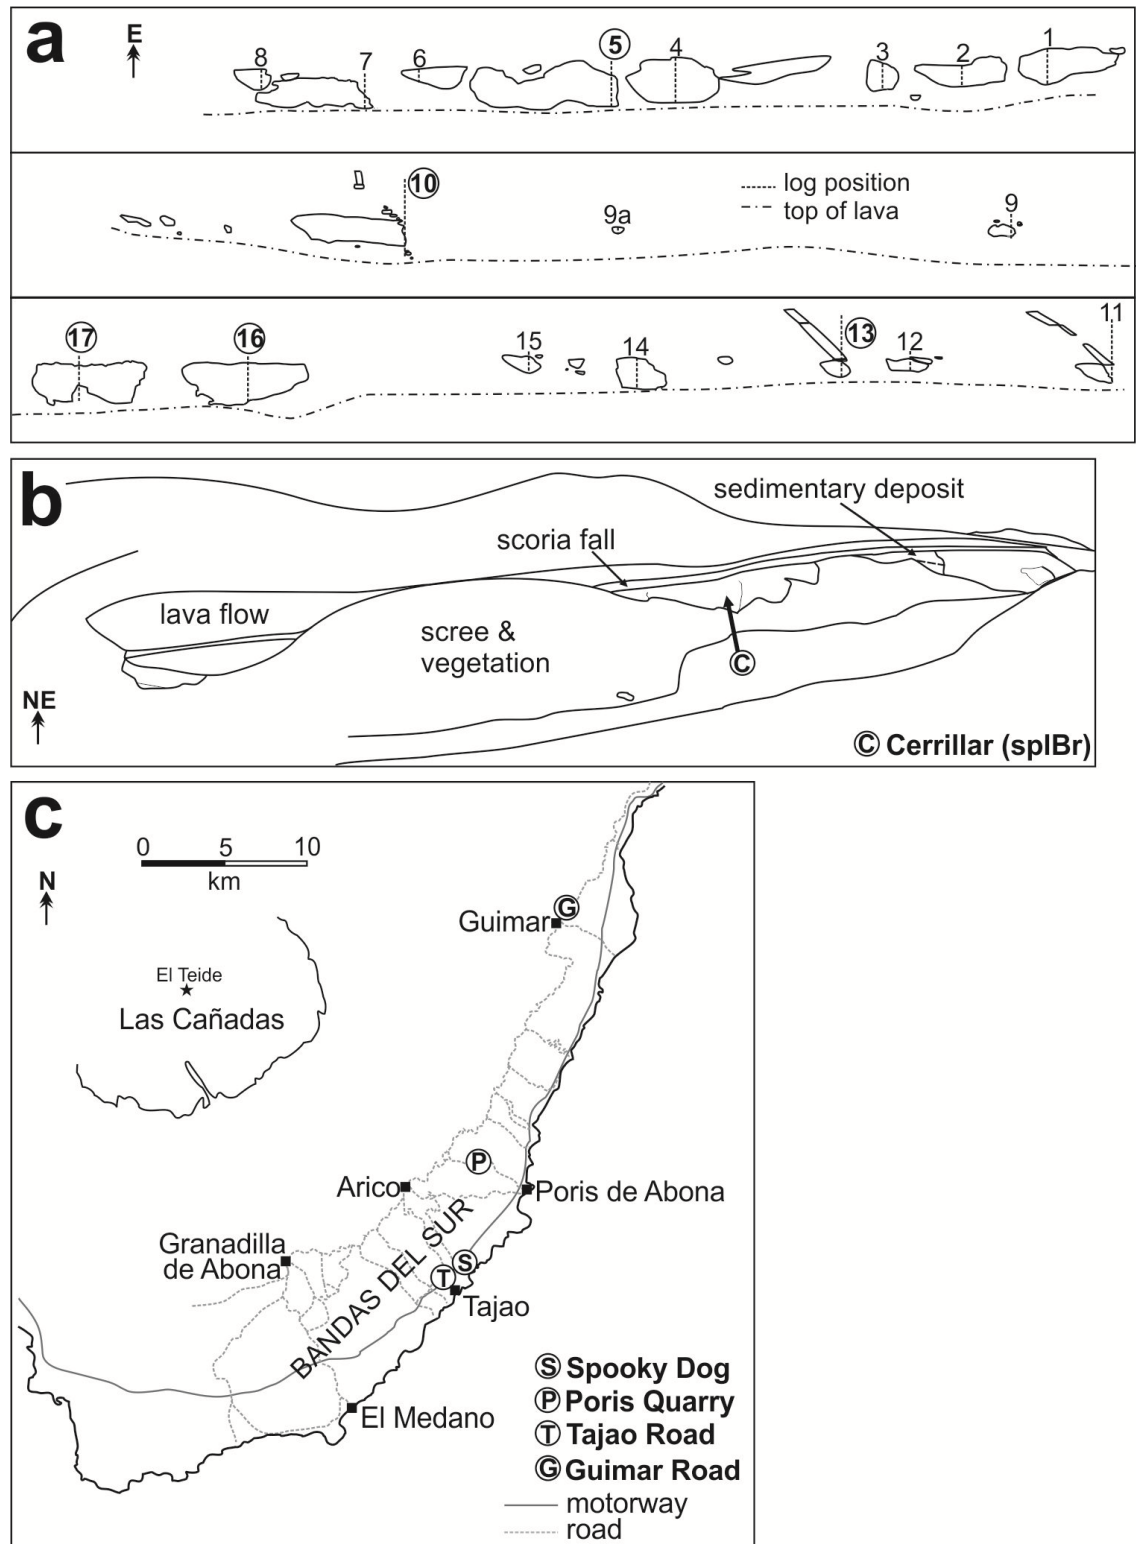 a
E
8
7
6
5
4
3
2
1
10
log position
top of lava
9a
9
17
16
15
14
13
12
11
b
sedimentary deposit
scoria fall
lava flow
scree &
vegetation
C
NE
C Cerrillar (splBr)
c
0 5 10
km
N
G
Guimar
El Teide
Las Cañadas
P
Arico
Poris de Abona
BANDAS DEL SUR
Granadilla
de Abona
S
T
Tajao
S Spooky Dog
P Poris Quarry
El Medano
T Tajao Road
G Guimar Road
motorway
road